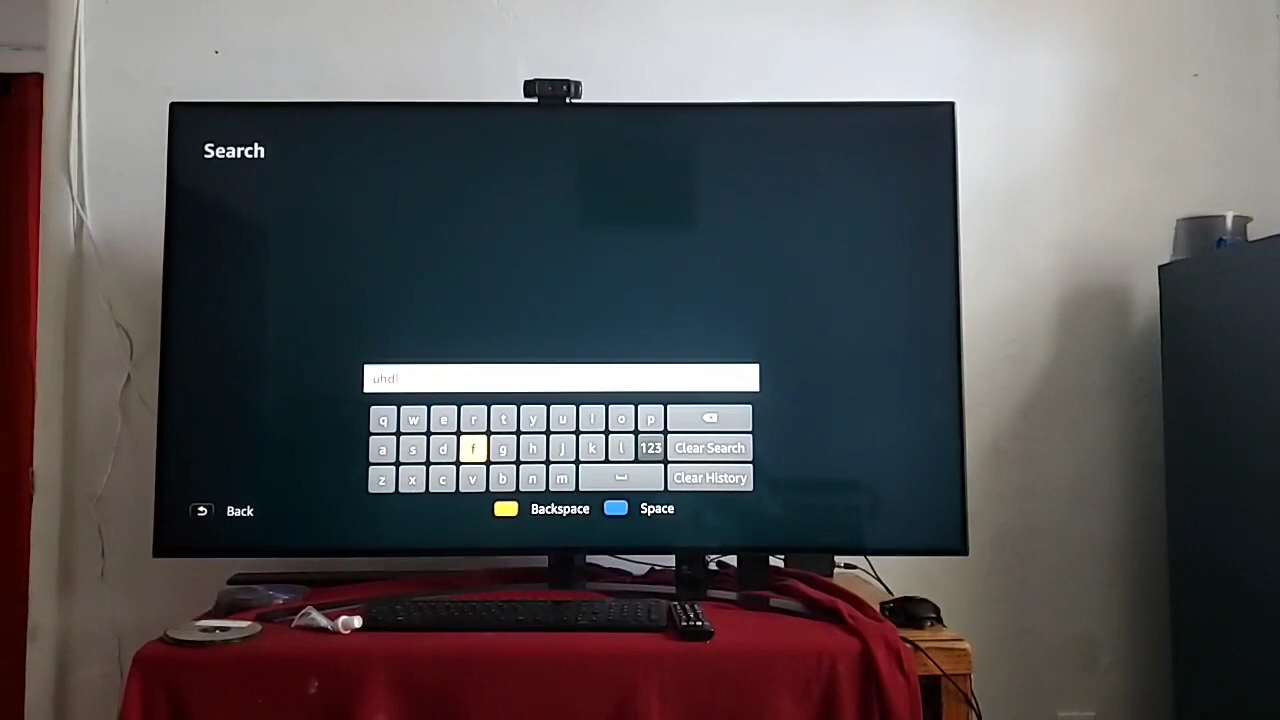 Search
uhd
q w e r t y u i o p
a s d f g h j k l 123 Clear Search
z x c v b n m Clear History
Back Backspace Space